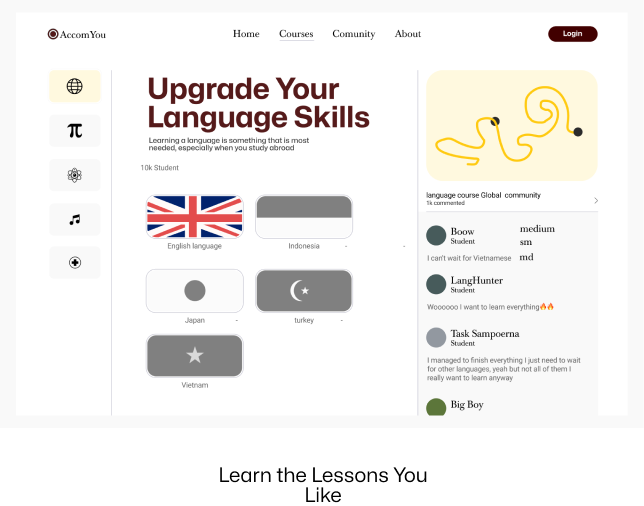 AccomYou
Home Courses Comunity About
Login
Upgrade Your
Language Skills
Learning a language is something that is most
needed, especially when you study abroad
10k Student
English language
Indonesia - -
Japan -
turkey -
Vietnam
language course Global community
1k commented
Boow
Student
medium
sm
md
I can't wait for Vietnamese
LangHunter
Student
Woooooo I want to learn everything🔥🔥
Task Sampoerna
Student
I managed to finish everything I just need to wait
for other languages, yeah but not all of them I
really want to learn anyway
Big Boy
Learn the Lessons You
Like